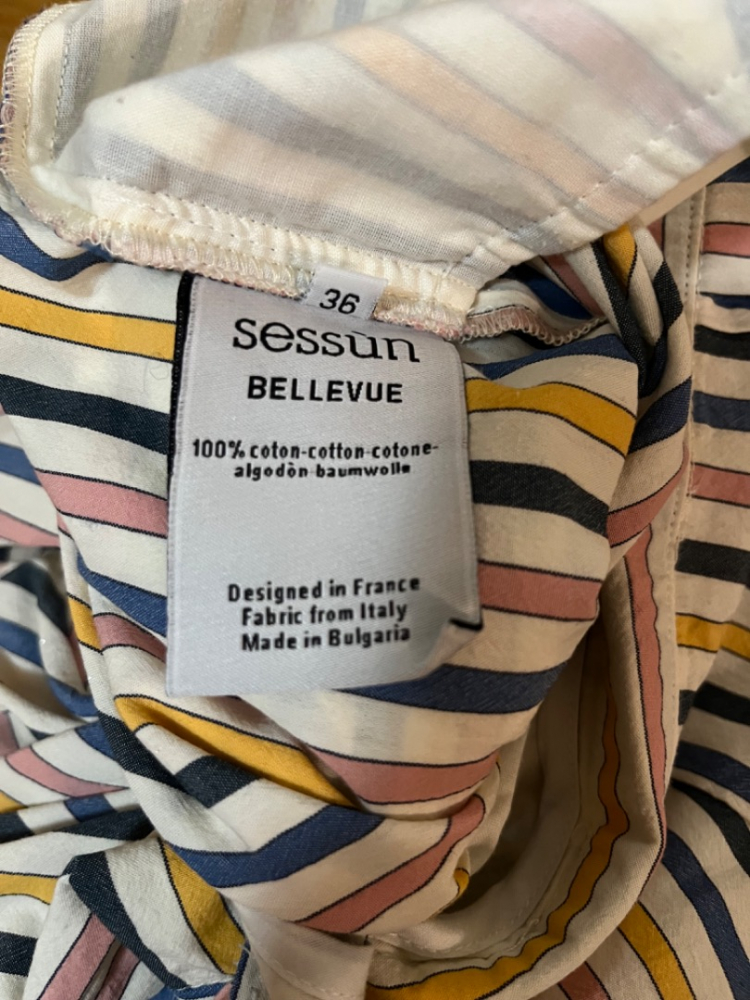 36
sessùn
BELLEVUE
100% coton-cotton-cotone-
algodòn-baumwolle
Designed in France
Fabric from Italy
Made in Bulgaria